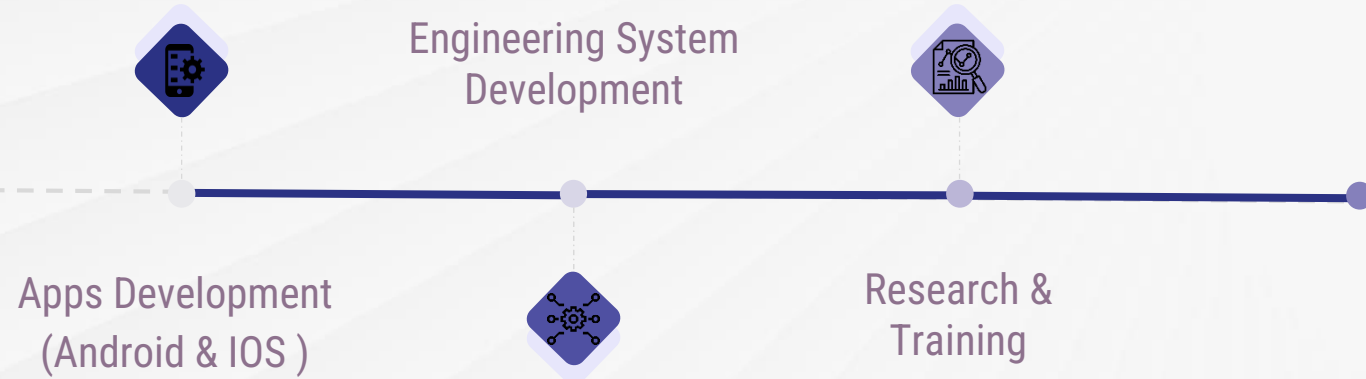 Engineering System
Development
Apps Development
(Android & IOS )
Research &
Training